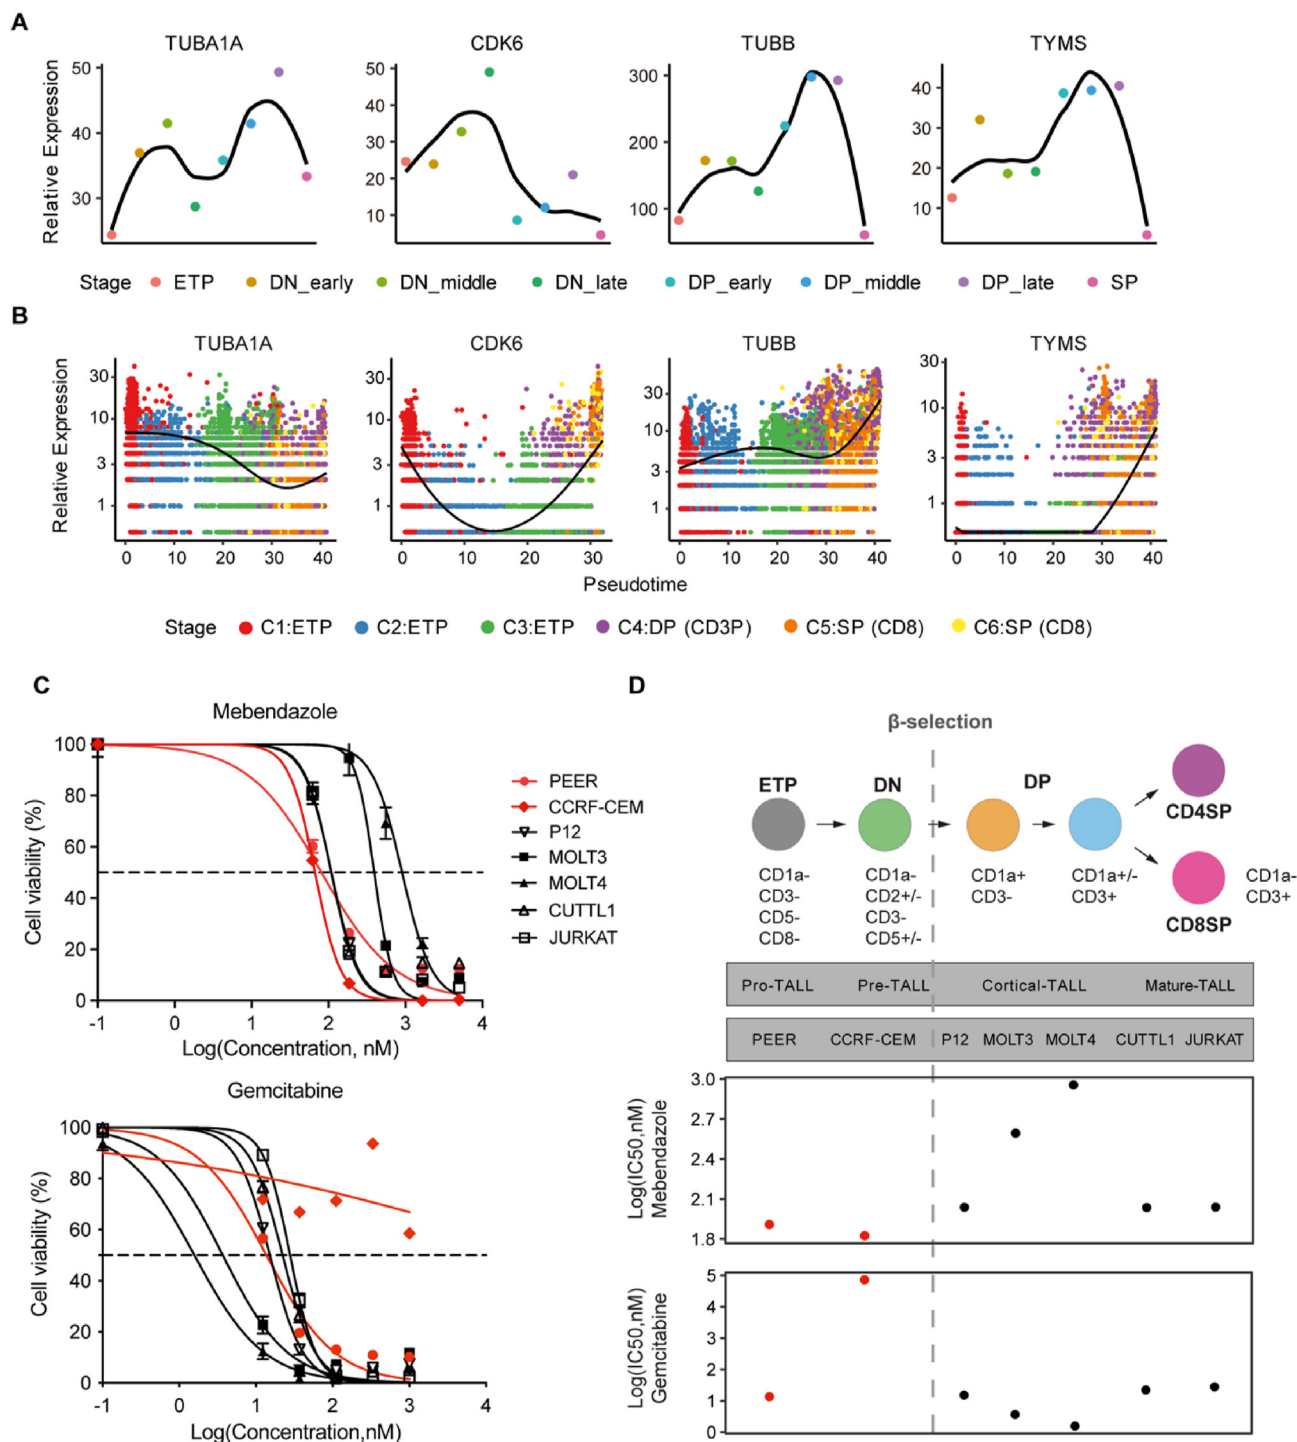 A
TUBA1A CDK6 TUBB TYMS
Relative Expression
50 40 30
50 40 30 20 10
300 200 100
40 30 20 10
Stage ETP DN_early DN_middle DN_late DP_early DP_middle DP_late SP
B
TUBA1A CDK6 TUBB TYMS
Relative Expression
30 10 3 1
30 10 3 1
30 10 3 1
30 10 3 1
0 10 20 30 40 0 10 20 30 0 10 20 30 40 0 10 20 30 40
Pseudotime
Stage C1:ETP C2:ETP C3:ETP C4:DP (CD3P) C5:SP (CD8) C6:SP (CD8)
C
Mebendazole
Cell viability (%)
100
80
60
40
20
0
-1 0 1 2 3 4
Log(Concentration, nM)
PEER
CCRF-CEM
P12
MOLT3
MOLT4
CUTTL1
JURKAT
Gemcitabine
Cell viability (%)
100
80
60
40
20
0
-1 0 1 2 3 4
Log(Concentration,nM)
D
β-selection
ETP DN DP
CD4SP
CD8SP
CD1a- CD1a- CD1a+ CD1a+/- CD1a-
CD3- CD2+/- CD3- CD3+ CD3+
CD5- CD3-
CD8- CD5+/-
Pro-TALL Pre-TALL Cortical-TALL Mature-TALL
PEER CCRF-CEM P12 MOLT3 MOLT4 CUTTL1 JURKAT
Log(IC50,nM)
Mebendazole
3.0
2.7
2.4
2.1
1.8
Log(IC50,nM)
Gemcitabine
5
4
3
2
1
0